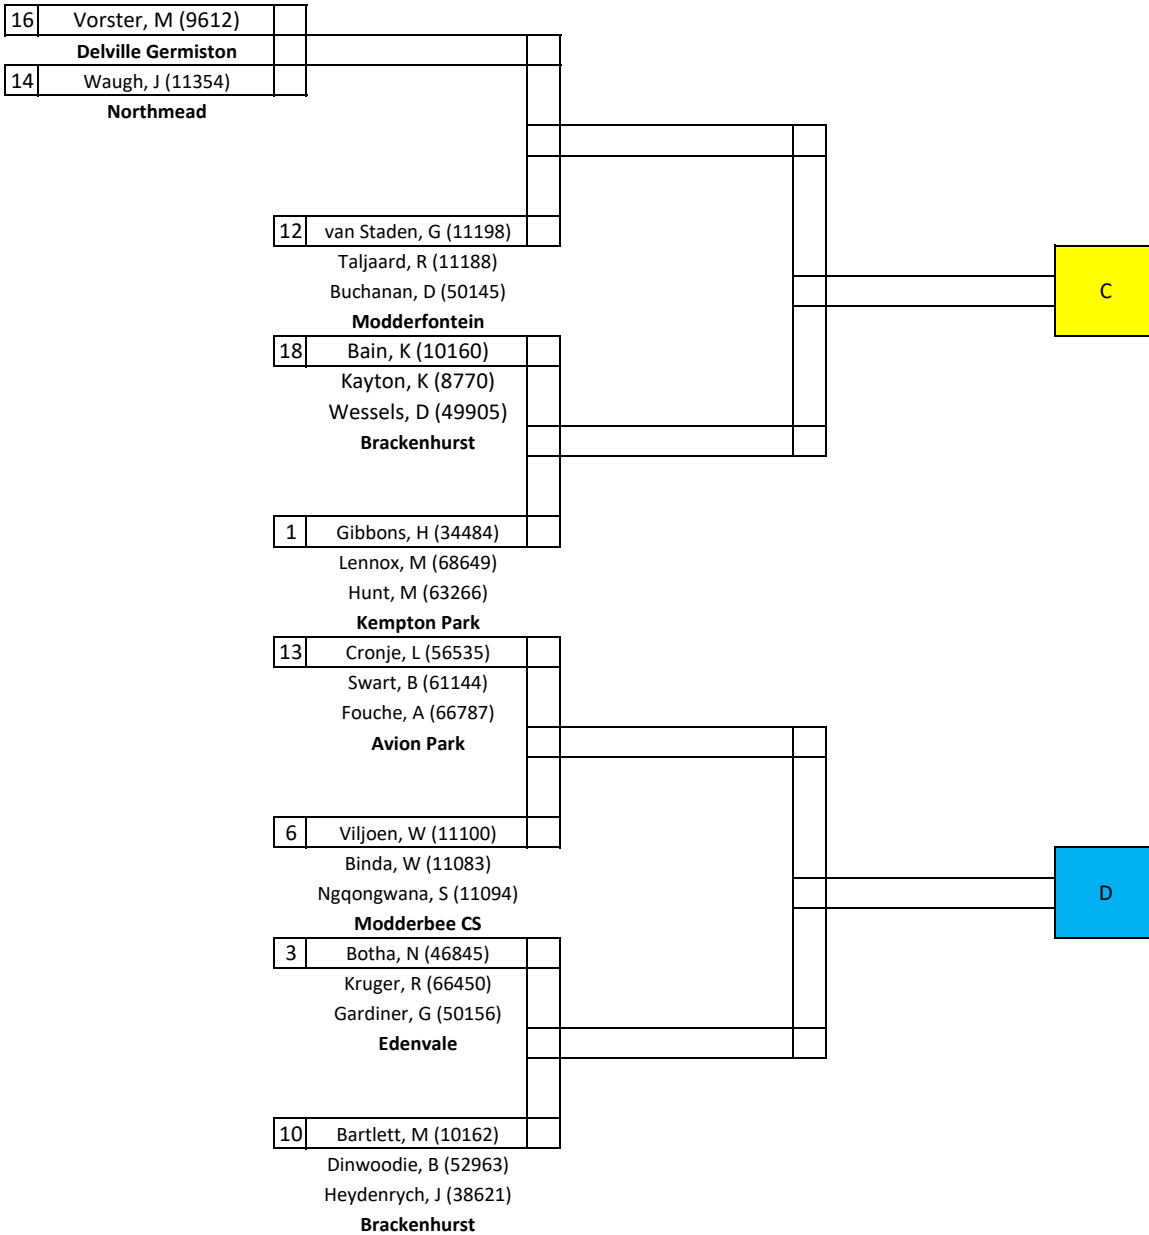 16 Vorster, M (9612)
Delville Germiston
14 Waugh, J (11354)
Northmead
12 van Staden, G (11198)
Taljaard, R (11188)
Buchanan, D (50145)
Modderfontein
C
18 Bain, K (10160)
Kayton, K (8770)
Wessels, D (49905)
Brackenhurst
1 Gibbons, H (34484)
Lennox, M (68649)
Hunt, M (63266)
Kempton Park
13 Cronje, L (56535)
Swart, B (61144)
Fouche, A (66787)
Avion Park
6 Viljoen, W (11100)
Binda, W (11083)
Ngqongwana, S (11094)
Modderbee CS
D
3 Botha, N (46845)
Kruger, R (66450)
Gardiner, G (50156)
Edenvale
10 Bartlett, M (10162)
Dinwoodie, B (52963)
Heydenrych, J (38621)
Brackenhurst